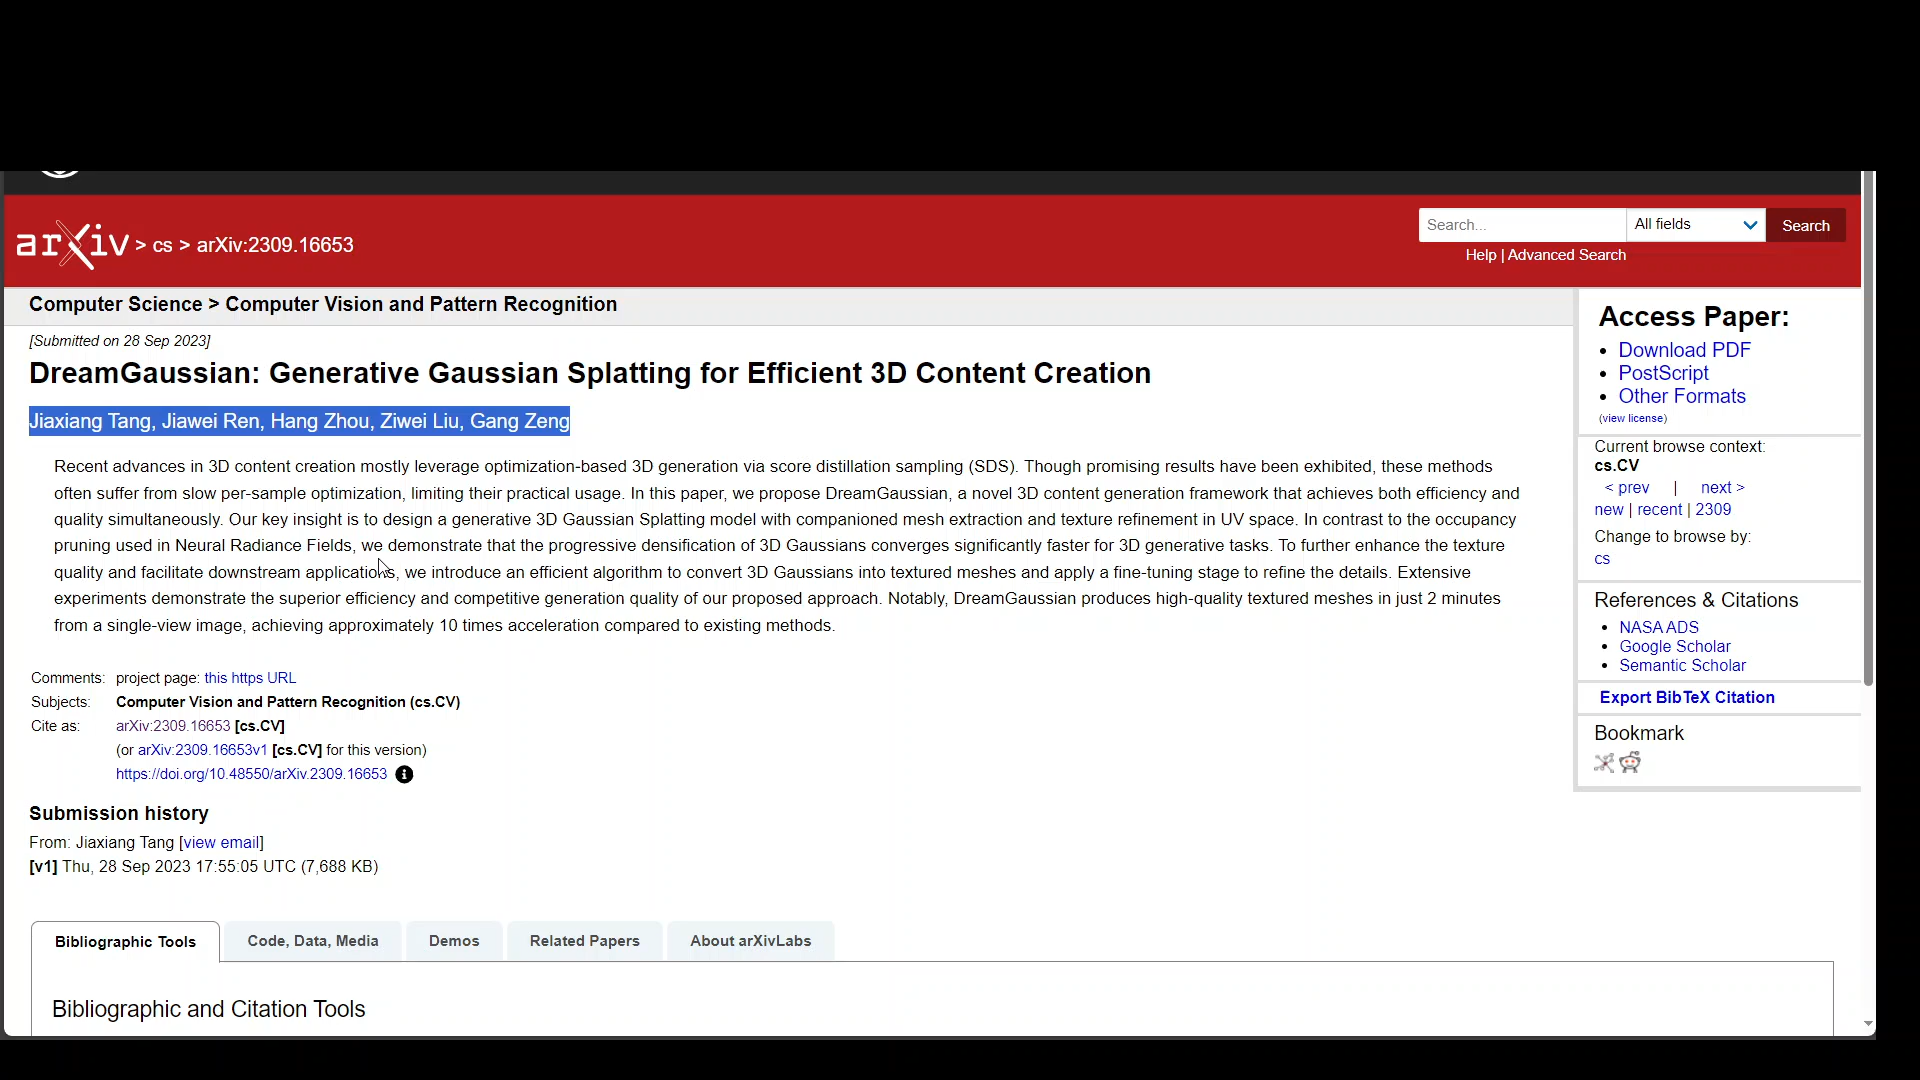 arXiv > cs > arXiv:2309.16653
Search...
All fields
Search
Help | Advanced Search
Computer Science > Computer Vision and Pattern Recognition
[Submitted on 28 Sep 2023]
DreamGaussian: Generative Gaussian Splatting for Efficient 3D Content Creation
Jiaxiang Tang, Jiawei Ren, Hang Zhou, Ziwei Liu, Gang Zeng
Recent advances in 3D content creation mostly leverage optimization-based 3D generation via score distillation sampling (SDS). Though promising results have been exhibited, these methods
often suffer from slow per-sample optimization, limiting their practical usage. In this paper, we propose DreamGaussian, a novel 3D content generation framework that achieves both efficiency and
quality simultaneously. Our key insight is to design a generative 3D Gaussian Splatting model with companioned mesh extraction and texture refinement in UV space. In contrast to the occupancy
pruning used in Neural Radiance Fields, we demonstrate that the progressive densification of 3D Gaussians converges significantly faster for 3D generative tasks. To further enhance the texture
quality and facilitate downstream applications, we introduce an efficient algorithm to convert 3D Gaussians into textured meshes and apply a fine-tuning stage to refine the details. Extensive
experiments demonstrate the superior efficiency and competitive generation quality of our proposed approach. Notably, DreamGaussian produces high-quality textured meshes in just 2 minutes
from a single-view image, achieving approximately 10 times acceleration compared to existing methods.
Comments: project page: this https URL
Subjects: Computer Vision and Pattern Recognition (cs.CV)
Cite as: arXiv:2309.16653 [cs.CV]
(or arXiv:2309.16653v1 [cs.CV] for this version)
https://doi.org/10.48550/arXiv.2309.16653
Submission history
From: Jiaxiang Tang [view email]
[v1] Thu, 28 Sep 2023 17:55:05 UTC (7,688 KB)
Bibliographic Tools
Code, Data, Media
Demos
Related Papers
About arXivLabs
Bibliographic and Citation Tools
Access Paper:
Download PDF
PostScript
Other Formats
(view license)
Current browse context:
cs.CV
< prev | next >
new | recent | 2309
Change to browse by:
cs
References & Citations
NASA ADS
Google Scholar
Semantic Scholar
Export BibTeX Citation
Bookmark